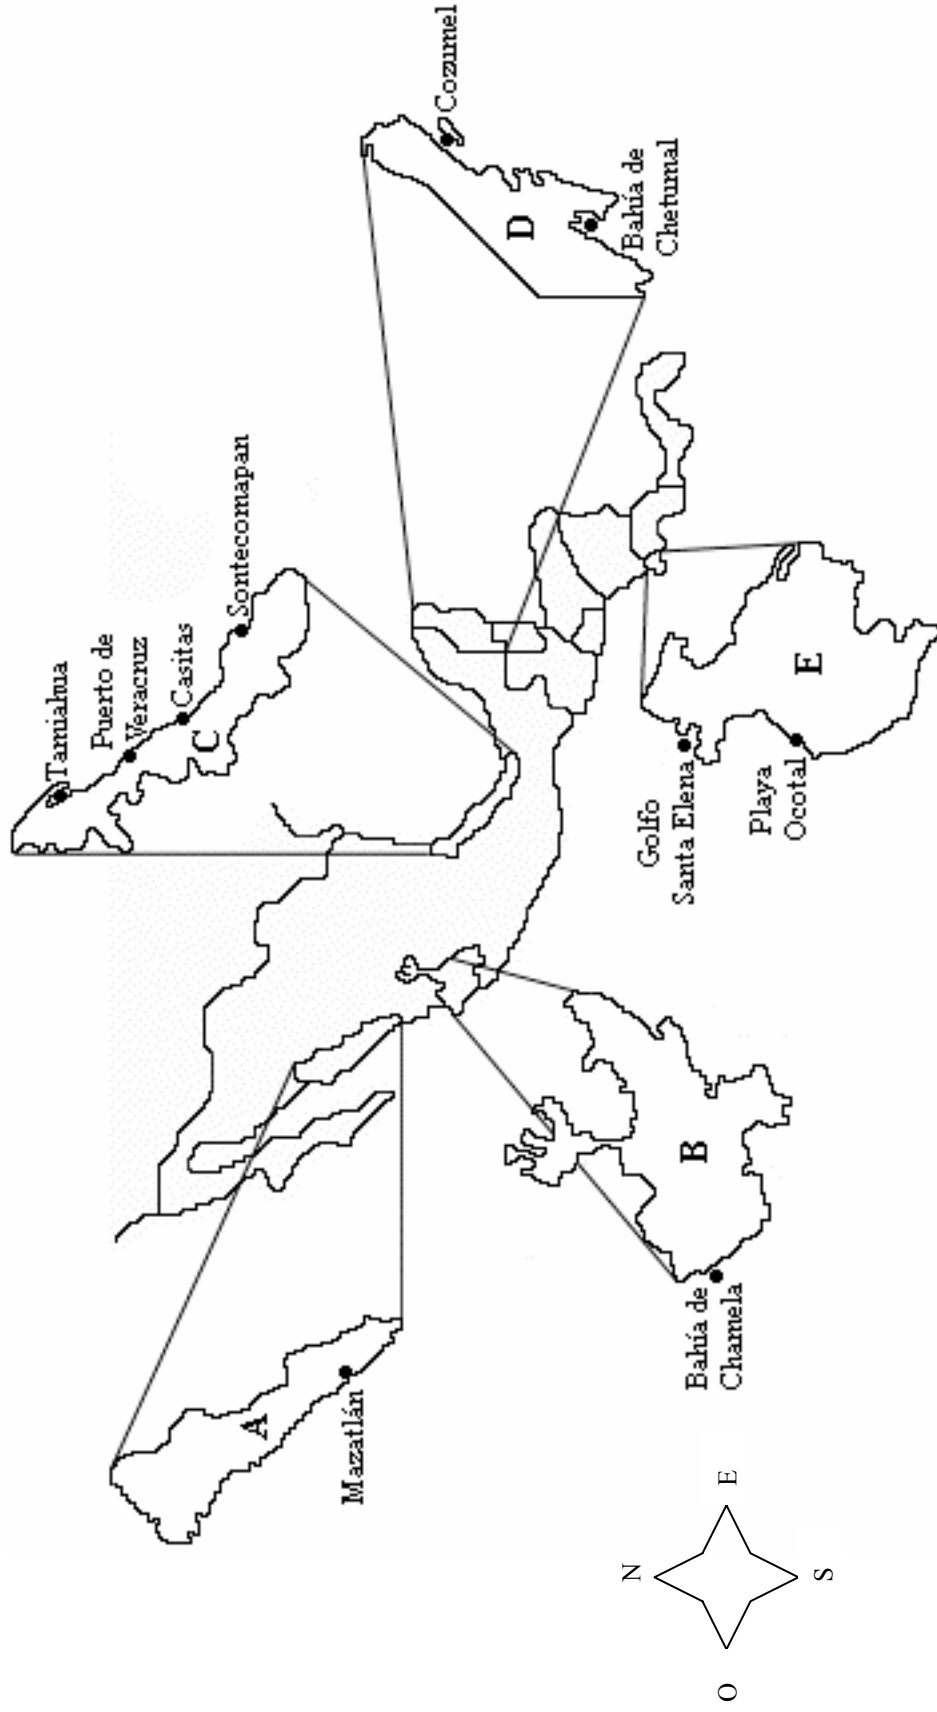 A
Mazatlán
Tamiahua
Puerto de
Veracruz
Casitas
C
Sontecomapan
D
Cozumel
Bahía de
Chetumal
B
Bahía de
Chamela
E
Golfo
Santa Elena
Playa
Ocotal
N
O
E
S